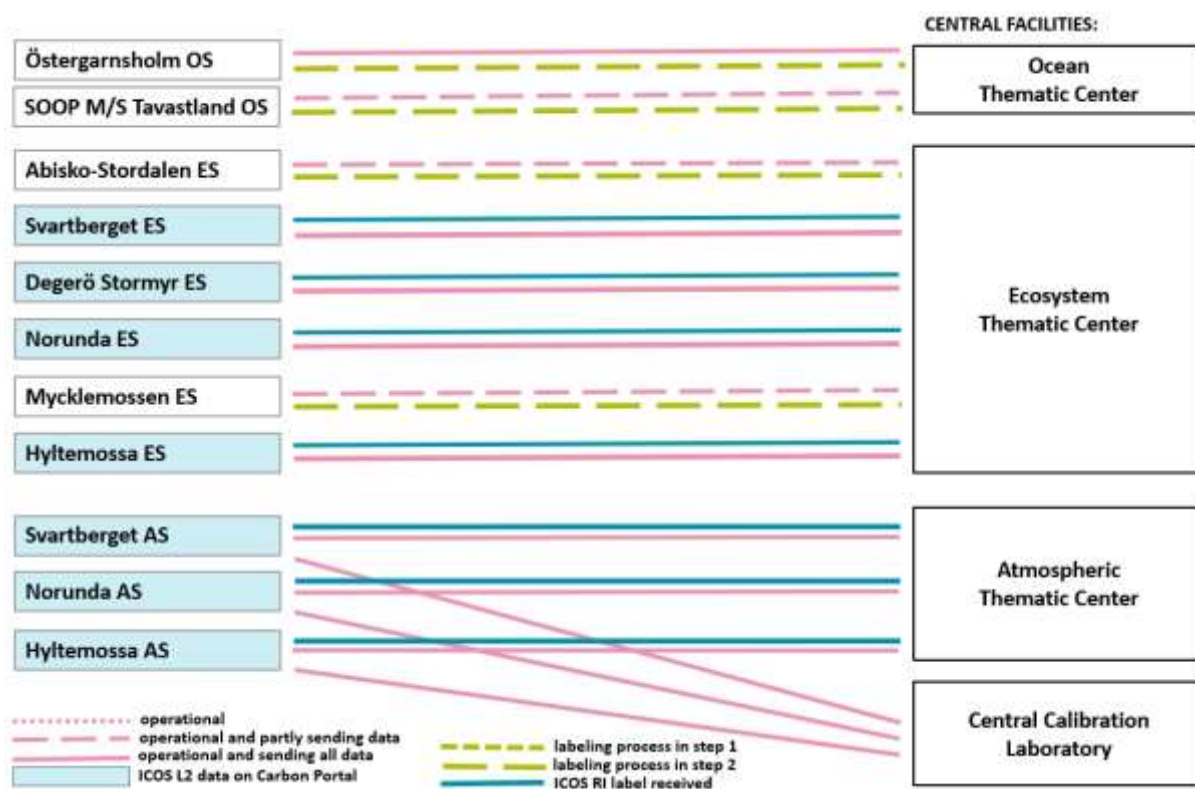 CENTRAL FACILITIES:
Östergarnsholm OS
SOOP M/S Tavastland OS
Ocean
Thematic Center
Abisko-Stordalen ES
Svartberget ES
Degerö Stormyr ES
Norunda ES
Mycklemossen ES
Hyltemossa ES
Ecosystem
Thematic Center
Svartberget AS
Norunda AS
Hyltemossa AS
Atmospheric
Thematic Center
Central Calibration
Laboratory
operational
operational and partly sending data
operational and sending all data
ICOS L2 data on Carbon Portal
labeling process in step 1
labeling process in step 2
ICOS RI label received